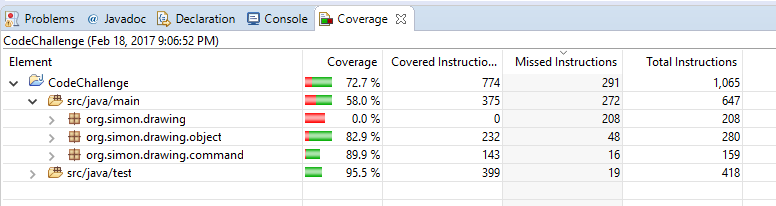 Problems @ Javadoc Declaration Console Coverage
CodeChallenge (Feb 18, 2017 9:06:52 PM)
Element Coverage Covered Instructio... Missed Instructions Total Instructions
CodeChallenge 72.7 % 774 291 1,065
src/java/main 58.0 % 375 272 647
org.simon.drawing 0.0 % 0 208 208
org.simon.drawing.object 82.9 % 232 48 280
org.simon.drawing.command 89.9 % 143 16 159
src/java/test 95.5 % 399 19 418